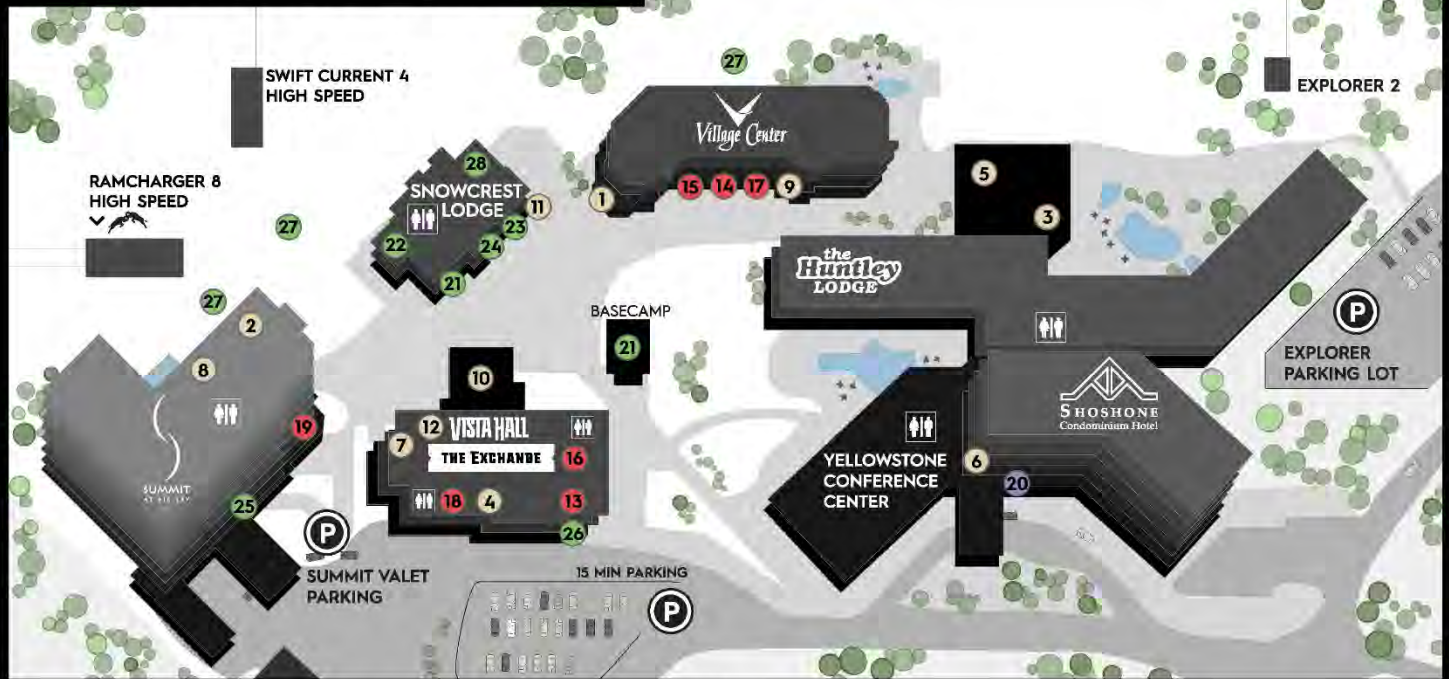 27
SWIFT CURRENT 4
HIGH SPEED
EXPLORER 2
Village Center
RAMCHARGER 8
HIGH SPEED
28
SNOWCREST
LODGE
1
15
14
17
9
5
3
11
27
22
24
23
21
the
Huntley
LODGE
27
2
8
BASECAMP
21
P
EXPLORER
PARKING LOT
10
SHOSHONE
Condominium Hotel
19
7
12
VISTA HALL
THE EXCHANGE
16
18
4
13
26
YELLOWSTONE
CONFERENCE
CENTER
6
20
S
SUMMIT
AT BIG SKY
25
P
SUMMIT VALET
PARKING
15 MIN PARKING
P